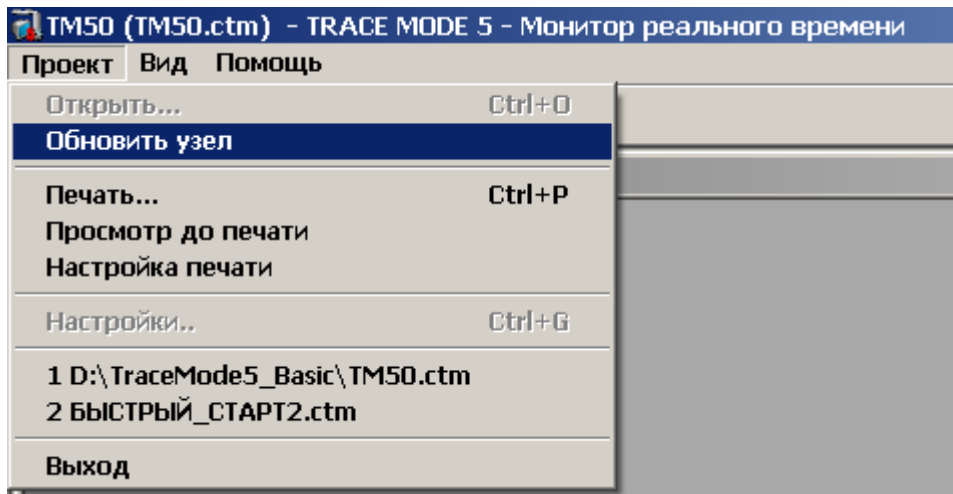 TM50 (TM50.ctm) - TRACE MODE 5 - Монитор реального времени
Проект Вид Помощь
Открыть... Ctrl+O
Обновить узел
Печать... Ctrl+P
Просмотр до печати
Настройка печати
Настройки.. Ctrl+G
1 D:\TraceMode5_Basic\TM50.ctm
2 БЫСТРЫЙ_СТАРТ2.ctm
Выход